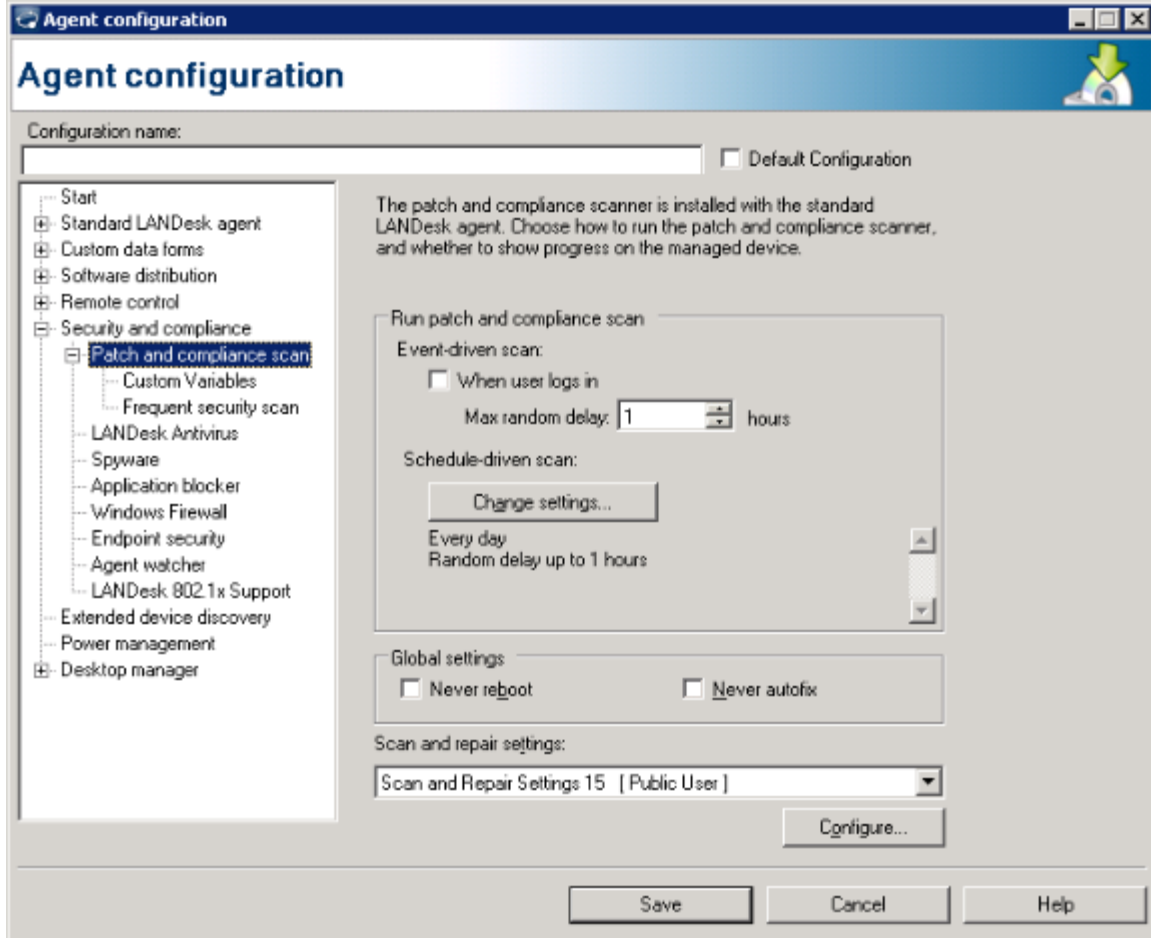 Agent configuration
Agent configuration
Configuration name:
Default Configuration
Start
Standard LANDesk agent
Custom data forms
Software distribution
Remote control
Security and compliance
Patch and compliance scan
Custom Variables
Frequent security scan
LANDesk Antivirus
Spyware
Application blocker
Windows Firewall
Endpoint security
Agent watcher
LANDesk 802.1x Support
Extended device discovery
Power management
Desktop manager
The patch and compliance scanner is installed with the standard
LANDesk agent. Choose how to run the patch and compliance scanner,
and whether to show progress on the managed device.
Run patch and compliance scan
Event-driven scan:
When user logs in
Max random delay: 1 hours
Schedule-driven scan:
Change settings...
Every day
Random delay up to 1 hours
Global settings
Never reboot Never autofix
Scan and repair settings:
Scan and Repair Settings 15 [ Public User ]
Configure...
Save Cancel Help